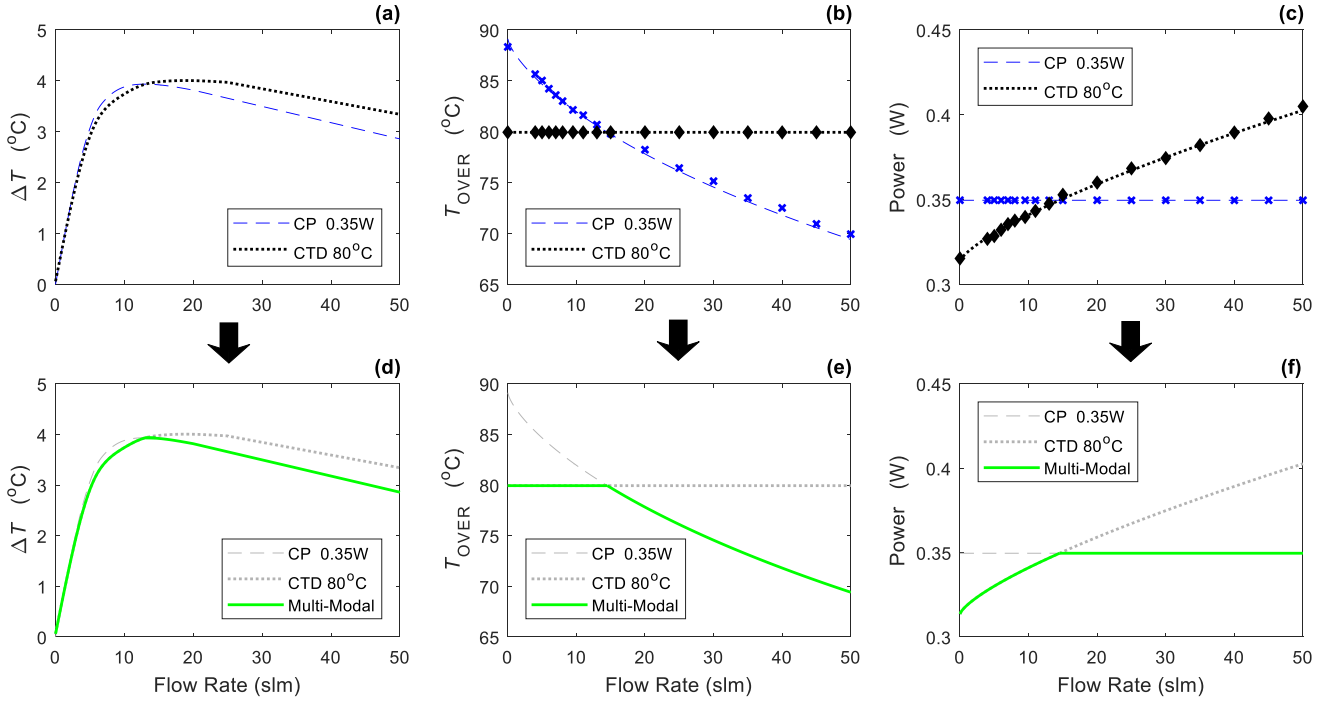 (a)
5
4
3
2
1
0
ΔT (°C)
CP 0.35W
CTD 80°C
0 10 20 30 40 50
(b)
90
85
80
75
70
65
T OVER (°C)
CP 0.35W
CTD 80°C
0 10 20 30 40 50
(c)
0.45
0.4
0.35
0.3
Power (W)
CP 0.35W
CTD 80°C
0 10 20 30 40 50
(d)
5
4
3
2
1
0
ΔT (°C)
CP 0.35W
CTD 80°C
Multi-Modal
0 10 20 30 40 50
Flow Rate (slm)
(e)
90
85
80
75
70
65
T OVER (°C)
CP 0.35W
CTD 80°C
Multi-Modal
0 10 20 30 40 50
Flow Rate (slm)
(f)
0.45
0.4
0.35
0.3
Power (W)
CP 0.35W
CTD 80°C
Multi-Modal
0 10 20 30 40 50
Flow Rate (slm)